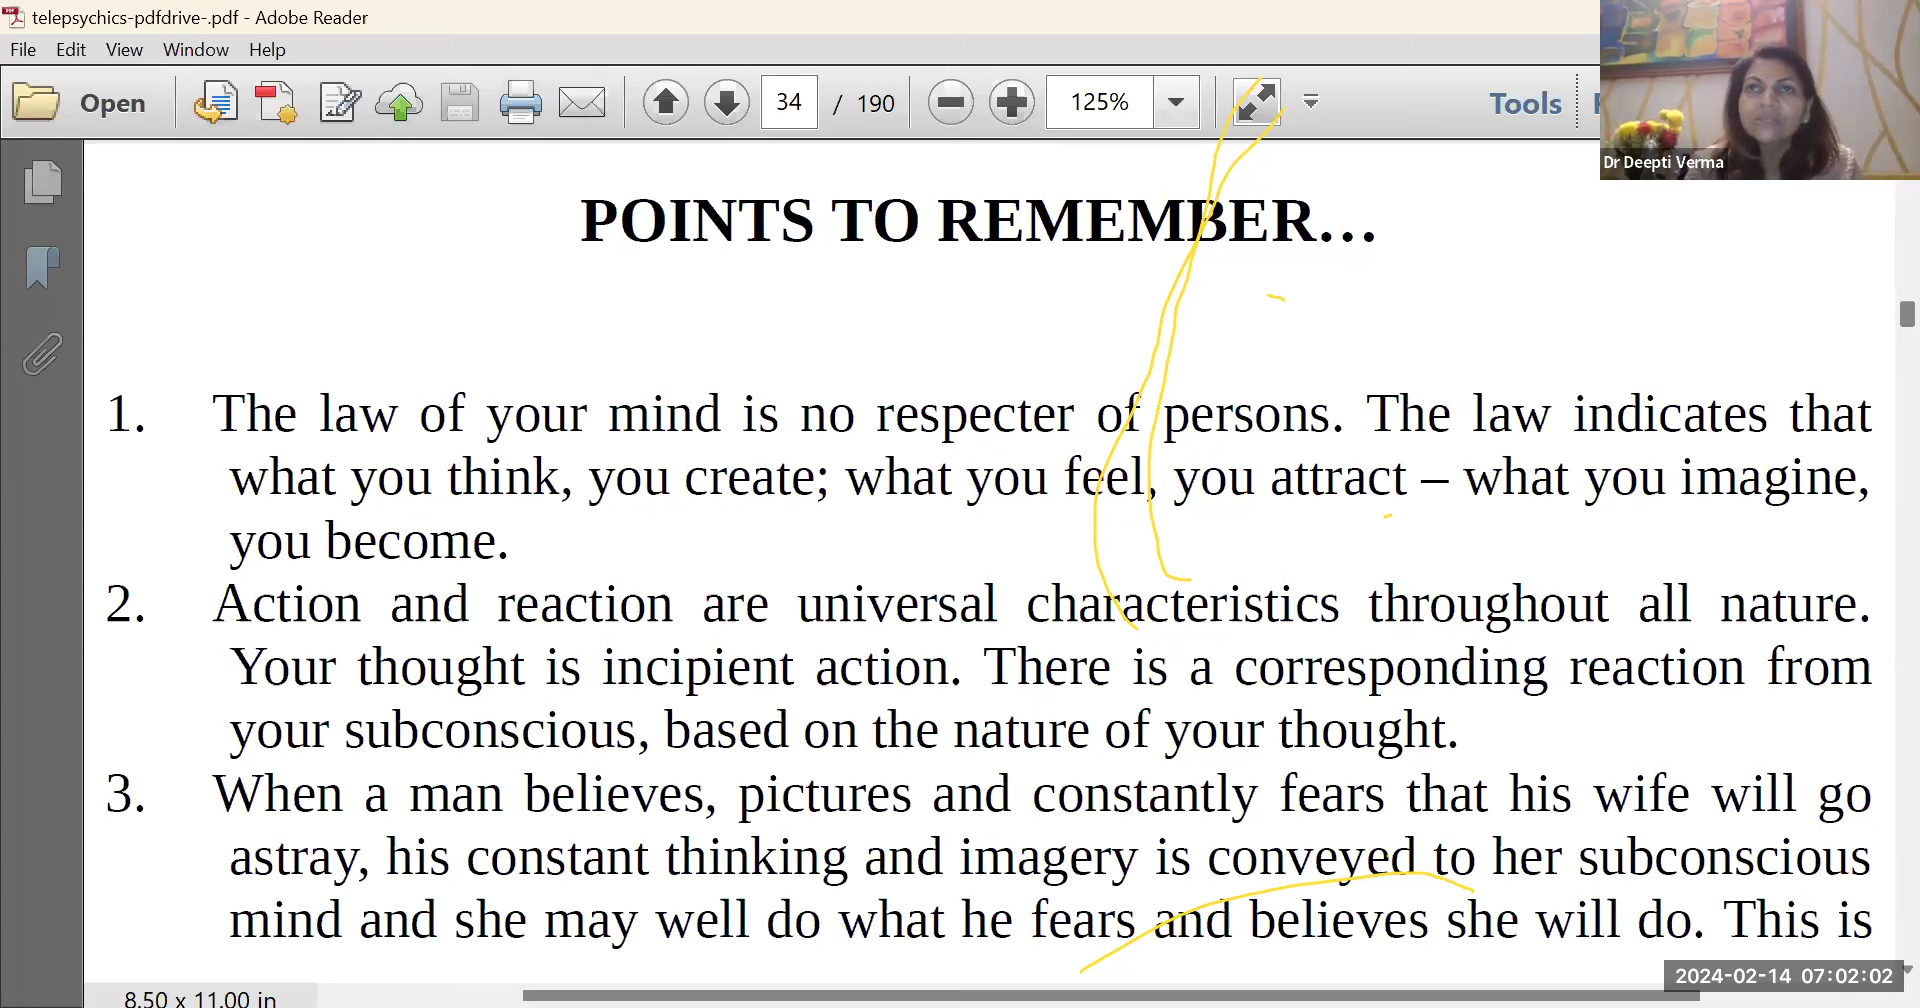 telepsychics-pdfdrive-.pdf - Adobe Reader
File Edit View Window Help
Open 34 / 190 125% Tools
Dr Deepti Verma
POINTS TO REMEMBER…
1. The law of your mind is no respecter of persons. The law indicates that
what you think, you create; what you feel, you attract – what you imagine,
you become.
2. Action and reaction are universal characteristics throughout all nature.
Your thought is incipient action. There is a corresponding reaction from
your subconscious, based on the nature of your thought.
3. When a man believes, pictures and constantly fears that his wife will go
astray, his constant thinking and imagery is conveyed to her subconscious
mind and she may well do what he fears and believes she will do. This is
2024-02-14 07:02:02
8.50 x 11.00 in